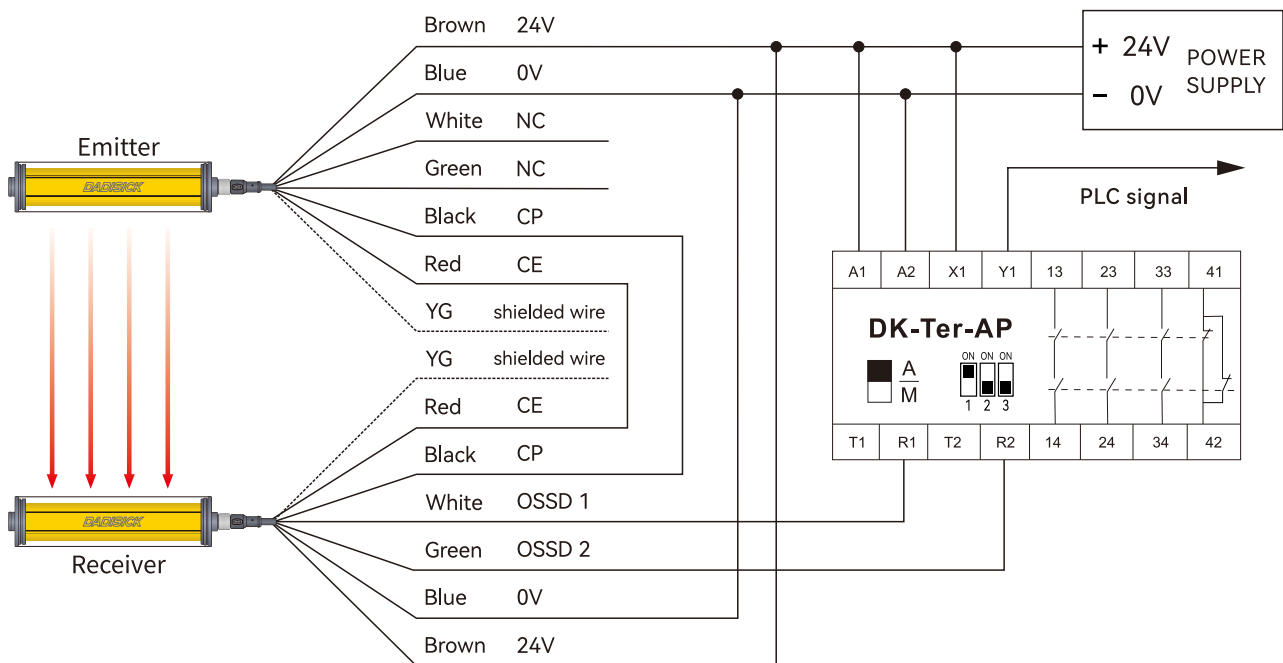 Brown 24V
Blue 0V
White NC
Green NC
Black CP
Red CE
YG shielded wire
YG shielded wire
Red CE
Black CP
White OSSD 1
Green OSSD 2
Blue 0V
Brown 24V
Emitter
DADISICK
DADISICK
Receiver
+ 24V
- 0V
POWER
SUPPLY
PLC signal
A1 A2 X1 Y1 13 23 33 41
DK-Ter-AP
A
M
ON ON ON
1 2 3
T1 R1 T2 R2 14 24 34 42